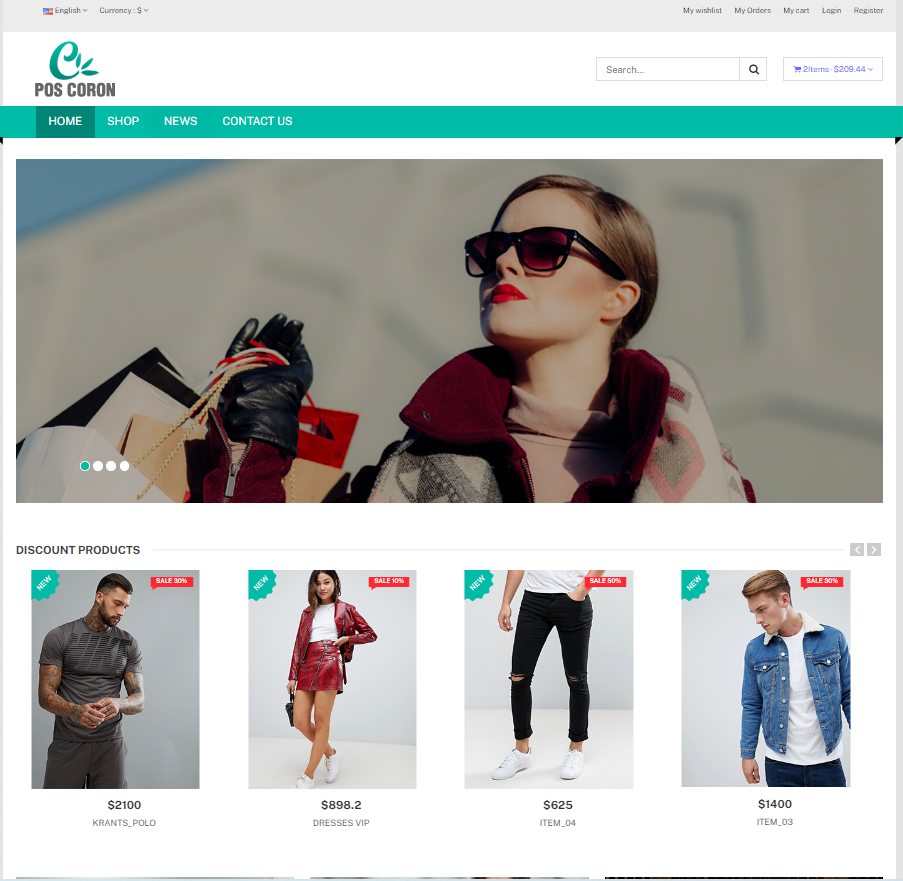 English Currency : $ My wishlist My Orders My cart Login Register
POS CORON
Search...
2Items-$209.44
HOME SHOP NEWS CONTACT US
DISCOUNT PRODUCTS
NEW SALE 30%
NEW SALE 10%
NEW SALE 50%
NEW SALE 30%
$2100 $898.2 $625 $1400
KRANTS_POLO DRESSES VIP ITEM_04 ITEM_03